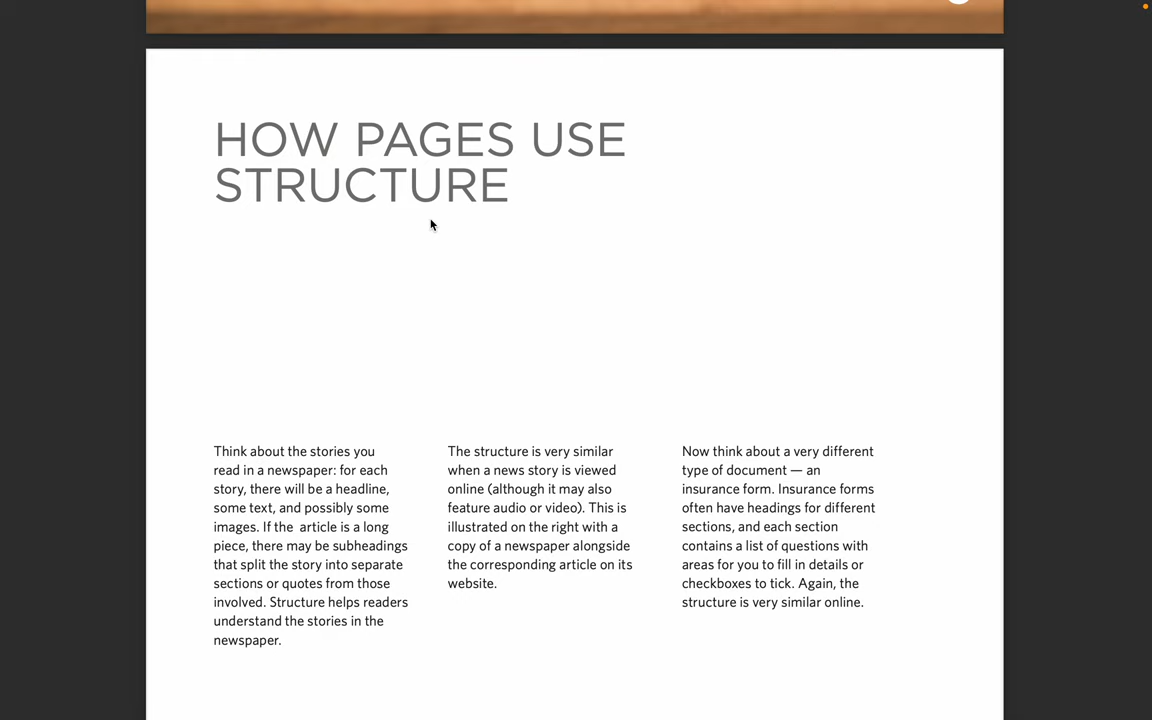 HOW PAGES USE
STRUCTURE
Think about the stories you
read in a newspaper: for each
story, there will be a headline,
some text, and possibly some
images. If the  article is a long
piece, there may be subheadings
that split the story into separate
sections or quotes from those
involved. Structure helps readers
understand the stories in the
newspaper.
The structure is very similar
when a news story is viewed
online (although it may also
feature audio or video). This is
illustrated on the right with a
copy of a newspaper alongside
the corresponding article on its
website.
Now think about a very different
type of document — an
insurance form. Insurance forms
often have headings for different
sections, and each section
contains a list of questions with
areas for you to fill in details or
checkboxes to tick. Again, the
structure is very similar online.